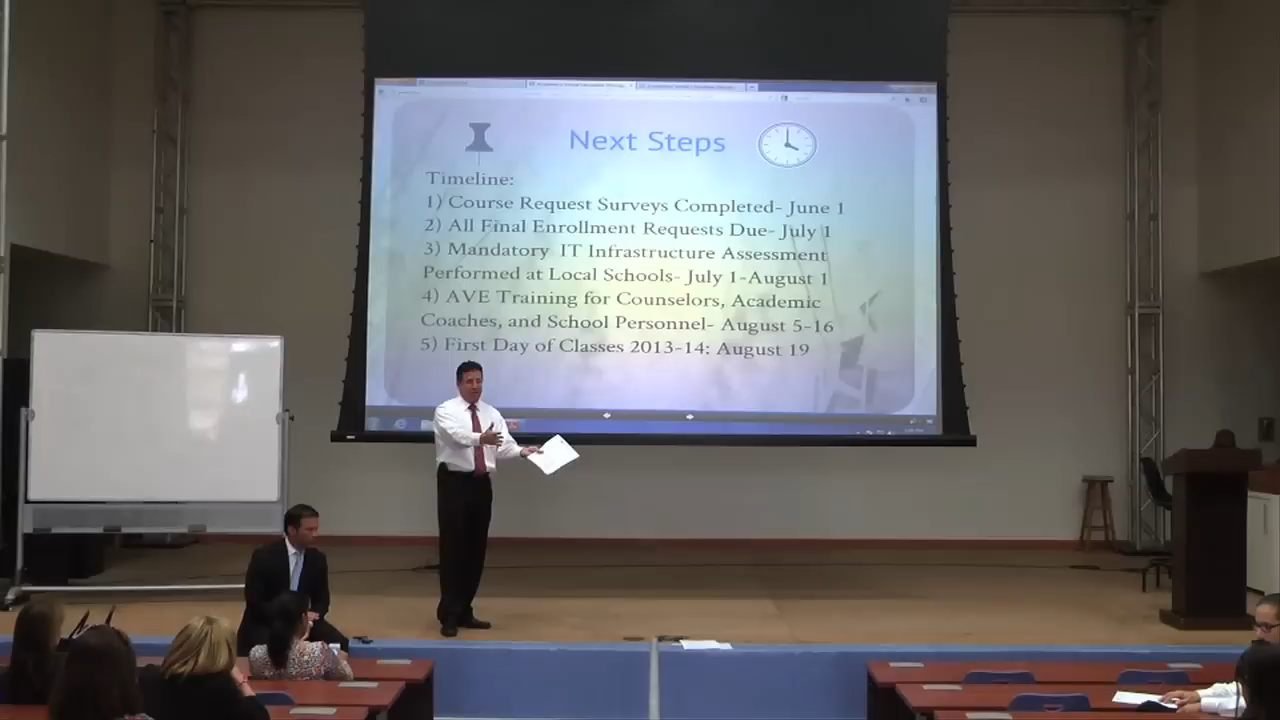 Next Steps
Timeline:
1) Course Request Surveys Completed- June 1
2) All Final Enrollment Requests Due- July 1
3) Mandatory IT Infrastructure Assessment
Performed at Local Schools- July 1-August 1
4) AVE Training for Counselors, Academic
Coaches, and School Personnel- August 5-16
5) First Day of Classes 2013-14: August 19